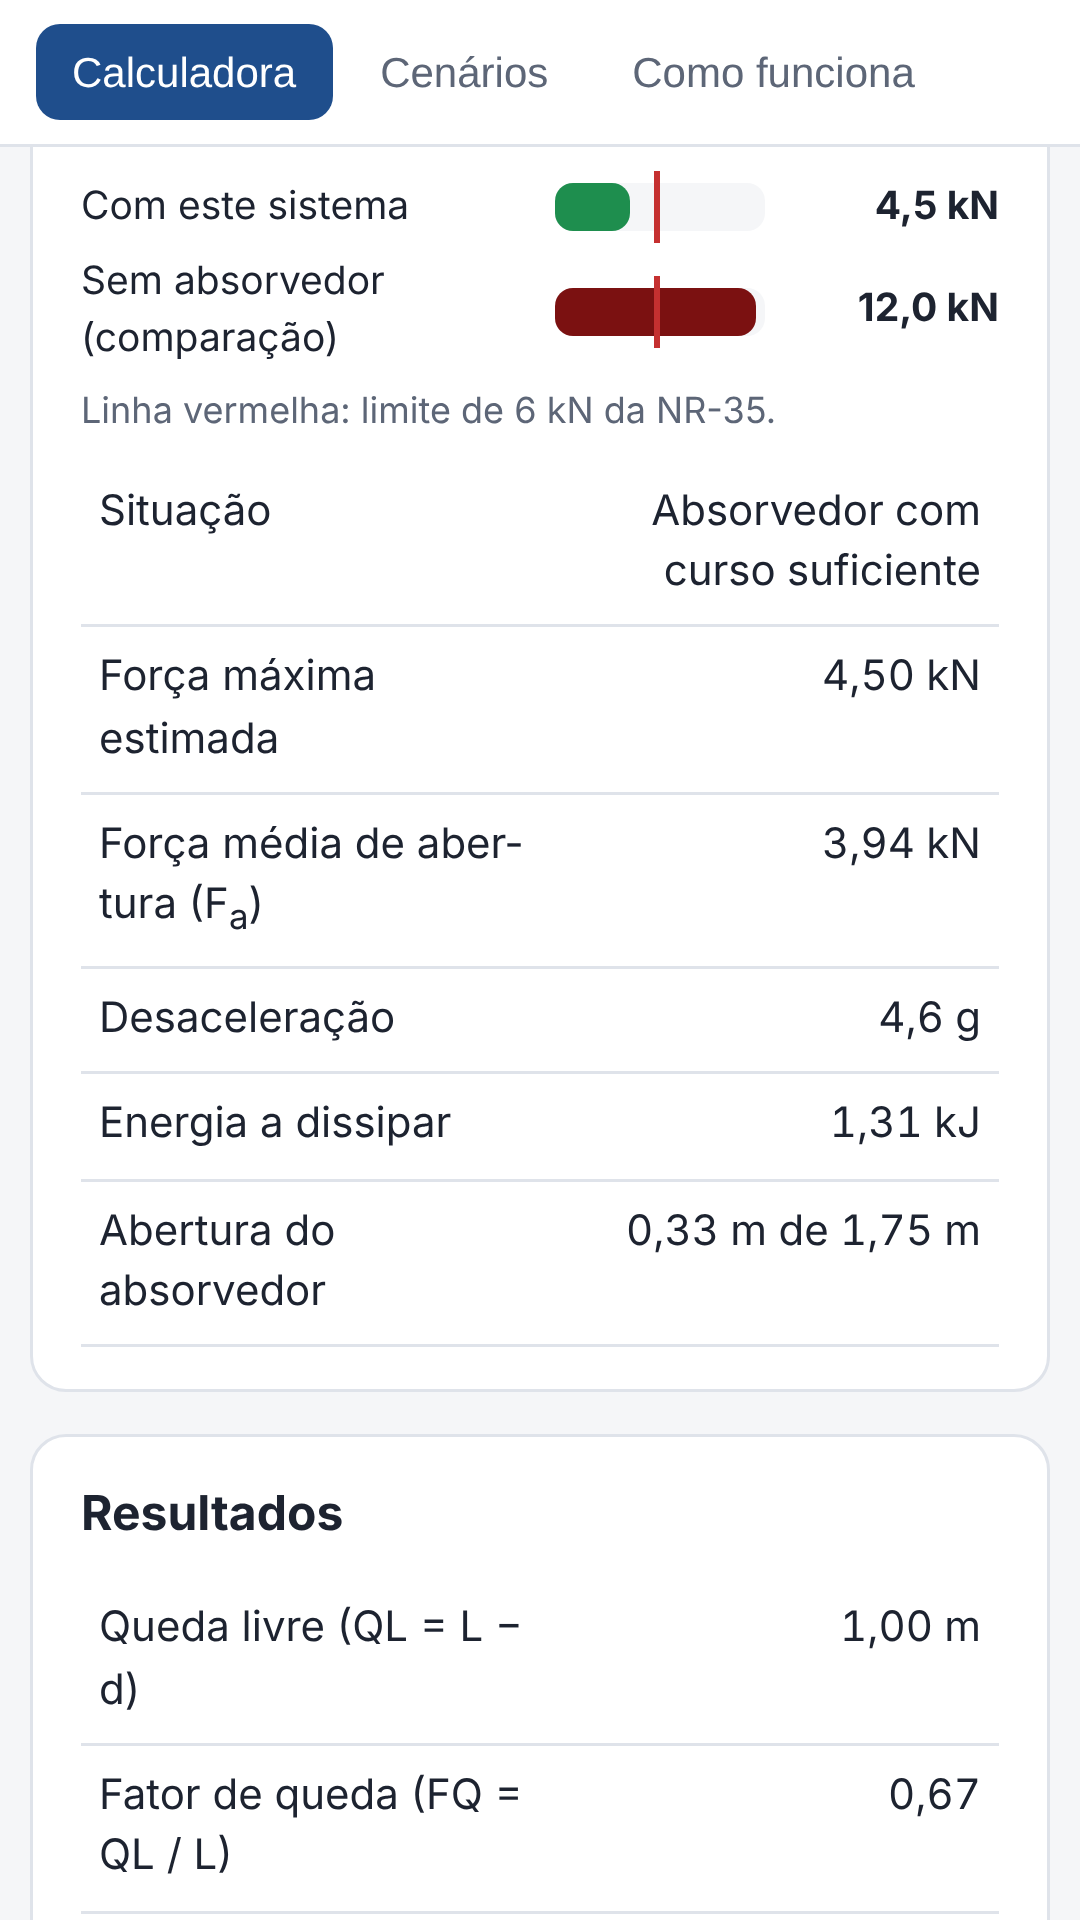 Calculadora Cenários Como funciona
Com este sistema 4,5 kN
Sem absorvedor
(comparação) 12,0 kN
Linha vermelha: limite de 6 kN da NR-35.
Situação Absorvedor com
curso suficiente
Força máxima 4,50 kN
estimada
Força média de aber- 3,94 kN
tura (Fa)
Desaceleração 4,6 g
Energia a dissipar 1,31 kJ
Abertura do 0,33 m de 1,75 m
absorvedor
Resultados
Queda livre (QL = L − 1,00 m
d)
Fator de queda (FQ = 0,67
QL / L)